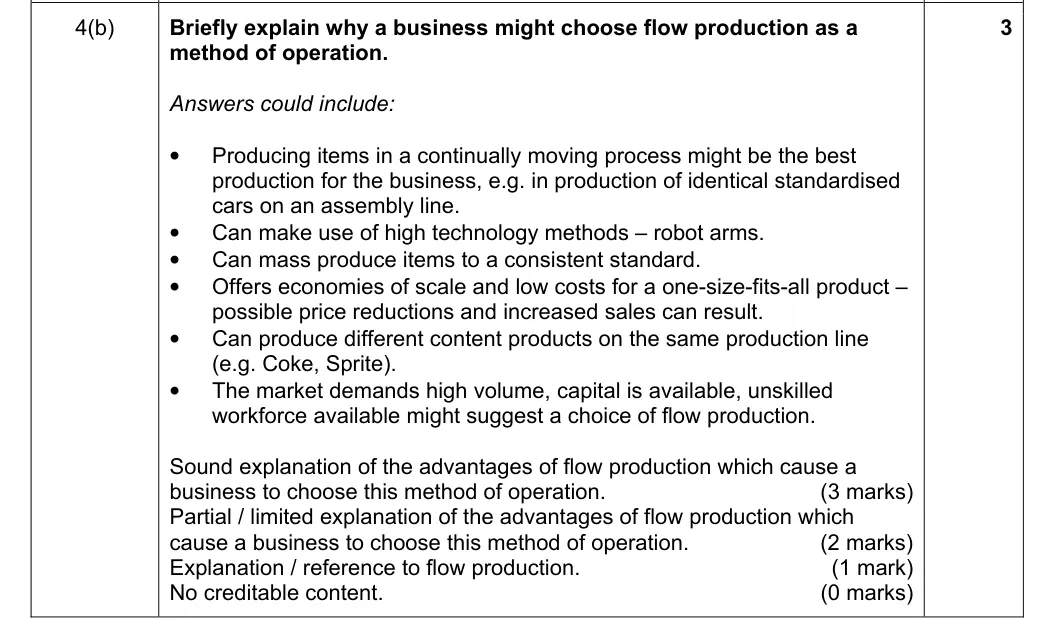 4(b) Briefly explain why a business might choose flow production as a 3
method of operation.
Answers could include:
• Producing items in a continually moving process might be the best
production for the business, e.g. in production of identical standardised
cars on an assembly line.
• Can make use of high technology methods – robot arms.
• Can mass produce items to a consistent standard.
• Offers economies of scale and low costs for a one-size-fits-all product –
possible price reductions and increased sales can result.
• Can produce different content products on the same production line
(e.g. Coke, Sprite).
• The market demands high volume, capital is available, unskilled
workforce available might suggest a choice of flow production.
Sound explanation of the advantages of flow production which cause a
business to choose this method of operation. (3 marks)
Partial / limited explanation of the advantages of flow production which
cause a business to choose this method of operation. (2 marks)
Explanation / reference to flow production. (1 mark)
No creditable content. (0 marks)